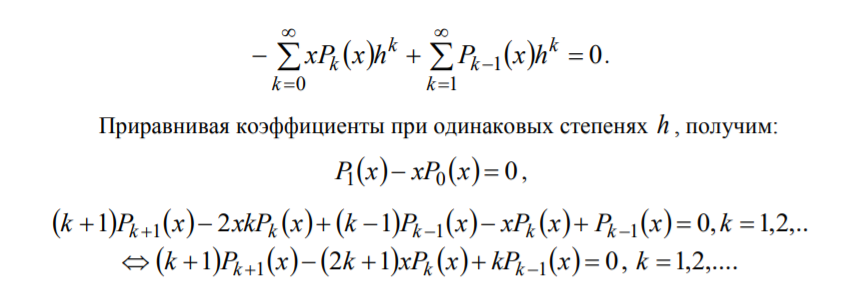 $-\sum_{k=0}^{\infty} xP_k(x)h^k + \sum_{k=1}^{\infty} P_{k-1}(x)h^k = 0.$
Приравнивая коэффициенты при одинаковых степенях $h$, получим:
$P_1(x) - xP_0(x) = 0,$
$(k+1)P_{k+1}(x) - 2xkP_k(x) + (k-1)P_{k-1}(x) - xP_k(x) + P_{k-1}(x) = 0, k = 1,2,..$
$\Leftrightarrow (k+1)P_{k+1}(x) - (2k+1)xP_k(x) + kP_{k-1}(x) = 0, k = 1,2,....$